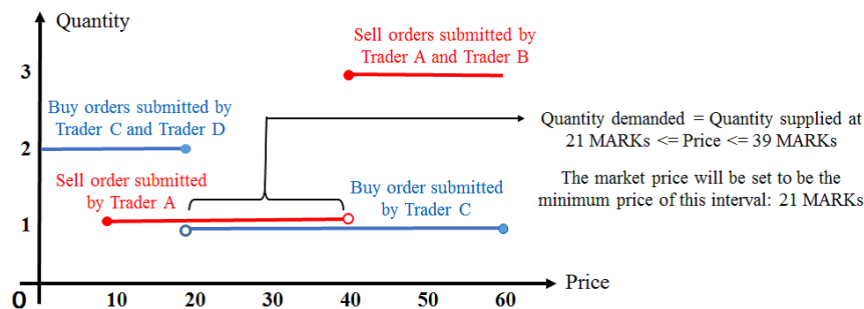 Quantity
Sell orders submitted by
Trader A and Trader B
3
Buy orders submitted by
Trader C and Trader D
Quantity demanded = Quantity supplied at
21 MARKs <= Price <= 39 MARKs
2
Sell order submitted
by Trader A
Buy order submitted
by Trader C
The market price will be set to be the
minimum price of this interval: 21 MARKs
1
Price
0
10
20
30
40
50
60